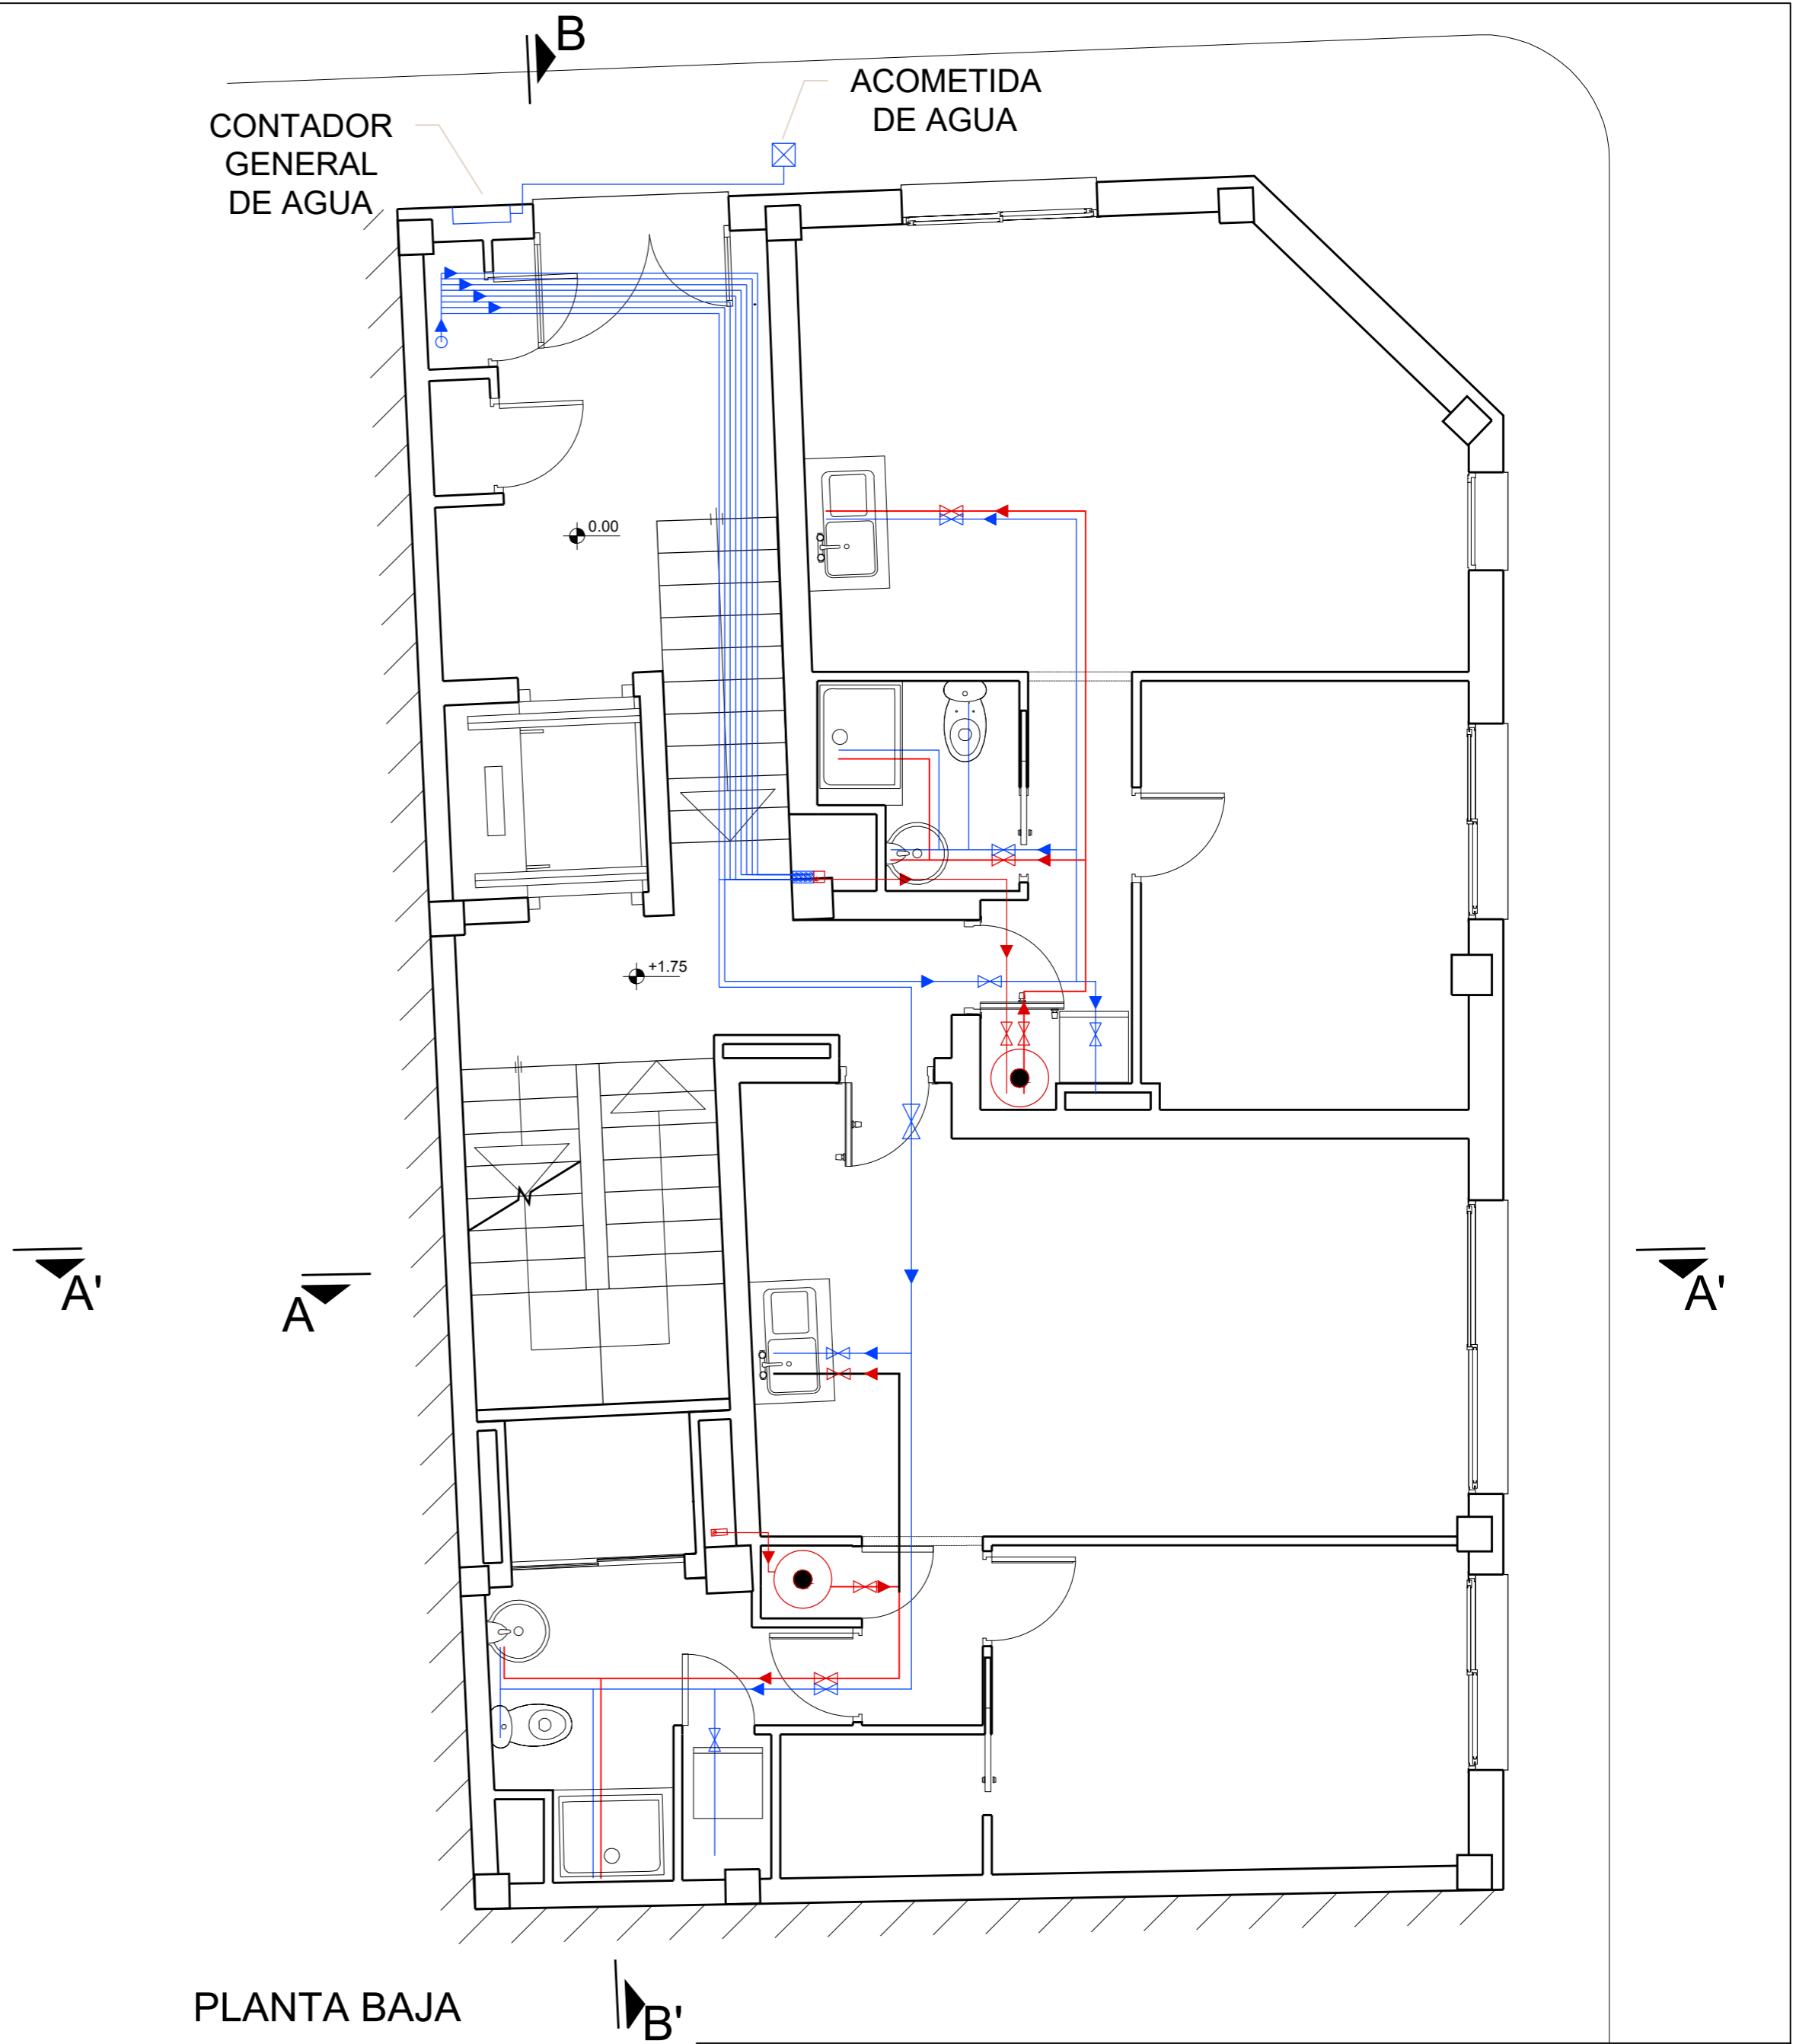 B
ACOMETIDA
DE AGUA
CONTADOR
GENERAL
DE AGUA
0.00
+1.75
A'
A
A'
PLANTA BAJA
B'